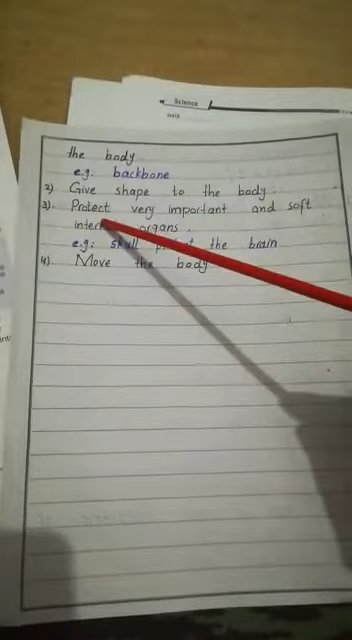 Science
the body
e.g. backbone
2) Give shape to the body.
3). Protect very important and soft
organs.
e.g: skull the brain
4). Move the body